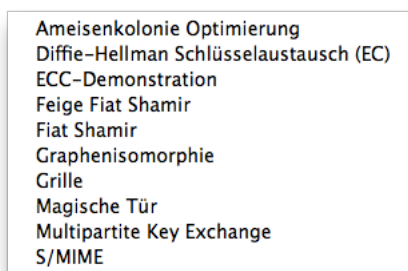 Ameisenkolonie Optimierung
Diffie-Hellman Schlüsselaustausch (EC)
ECC-Demonstration
Feige Fiat Shamir
Fiat Shamir
Graphenisomorphie
Grille
Magische Tür
Multipartite Key Exchange
S/MIME